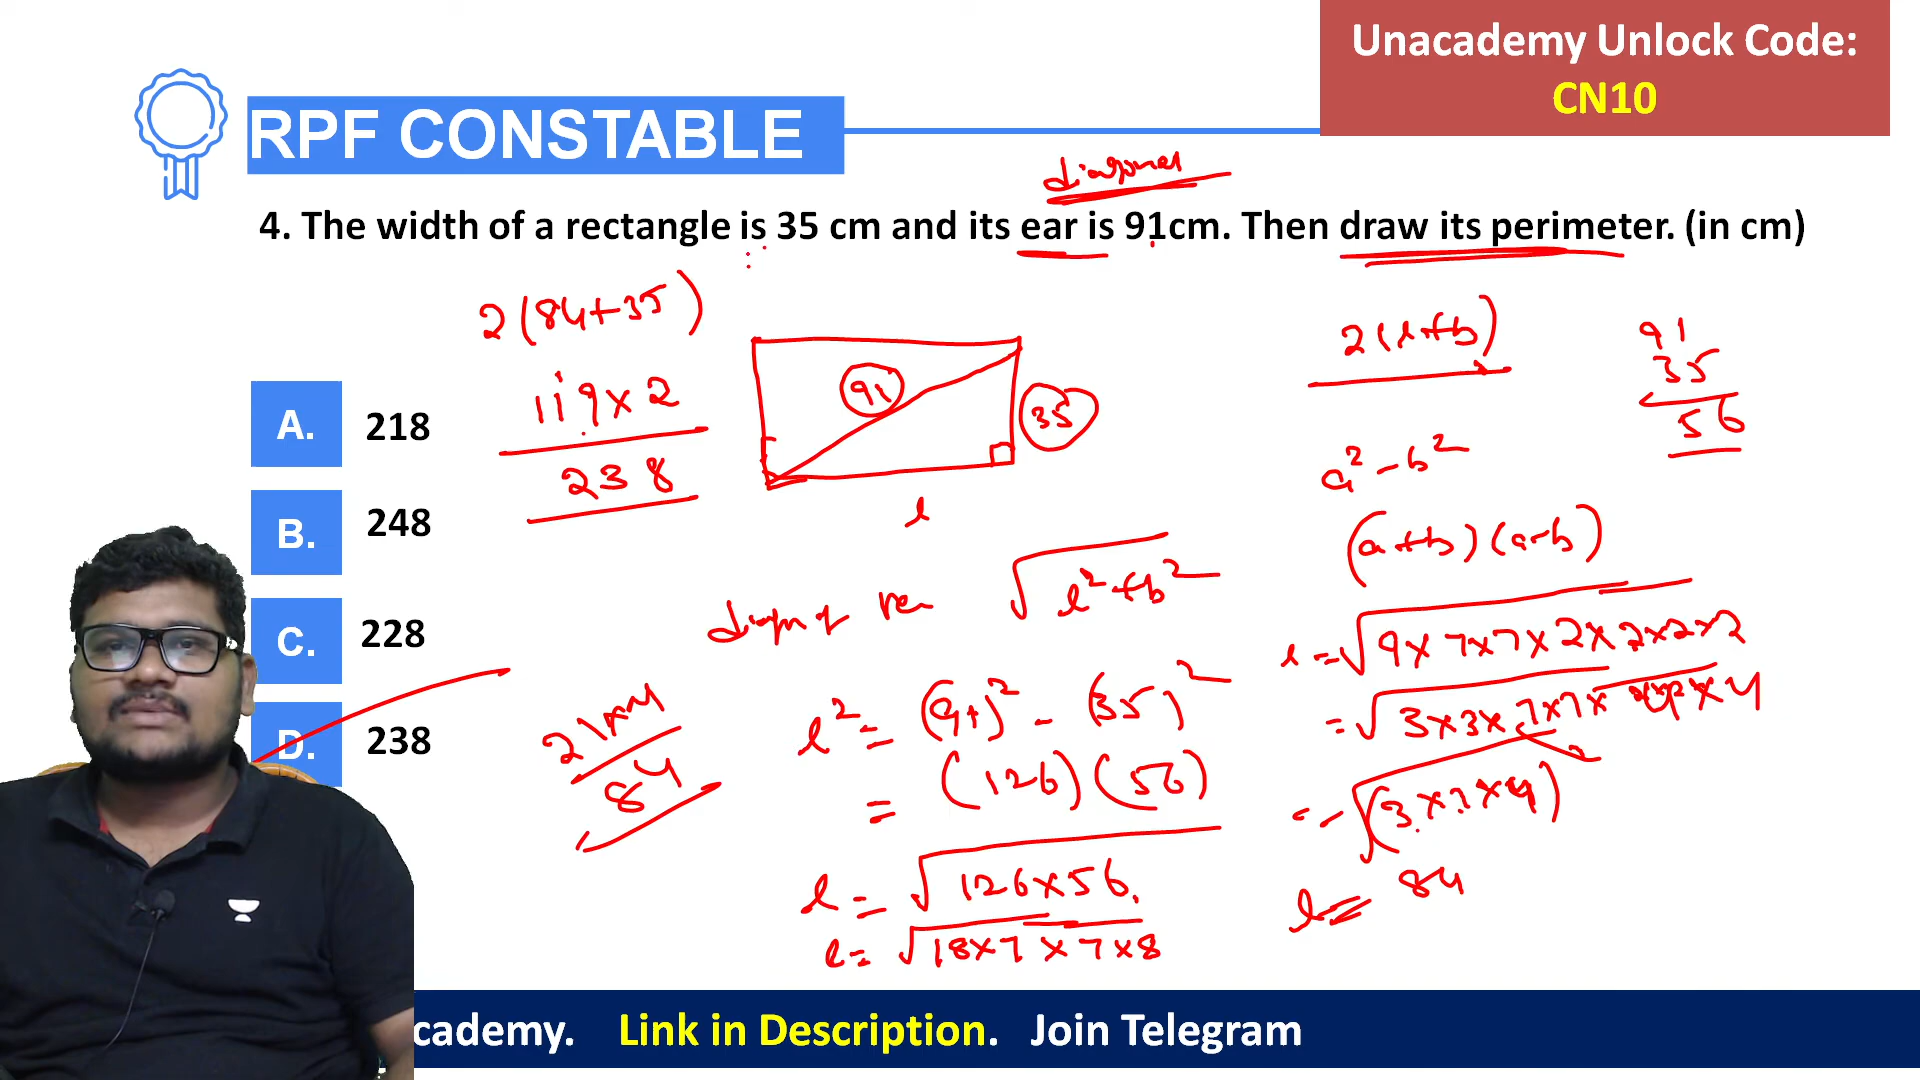 Unacademy Unlock Code:
CN10
RPF CONSTABLE
diagonal
4. The width of a rectangle is 35 cm and its ear is 91cm. Then draw its perimeter. (in cm)
2(84+35)
119×2
238
91
35
l
2(l+b)
91
35
56
a²-b²
(a+b)(a-b)
A. 218
B. 248
C. 228
D. 238
√l²+b²
l² = (91)² - (35)²
= (126)(56)
l = √126×56
l = √18×7×7×8
21×4
84
l = √9×7×7×2×2×2×2
= √3×3×7×7×4×4
= √(3×7×4)²
l = 84
cademy. Link in Description. Join Telegram